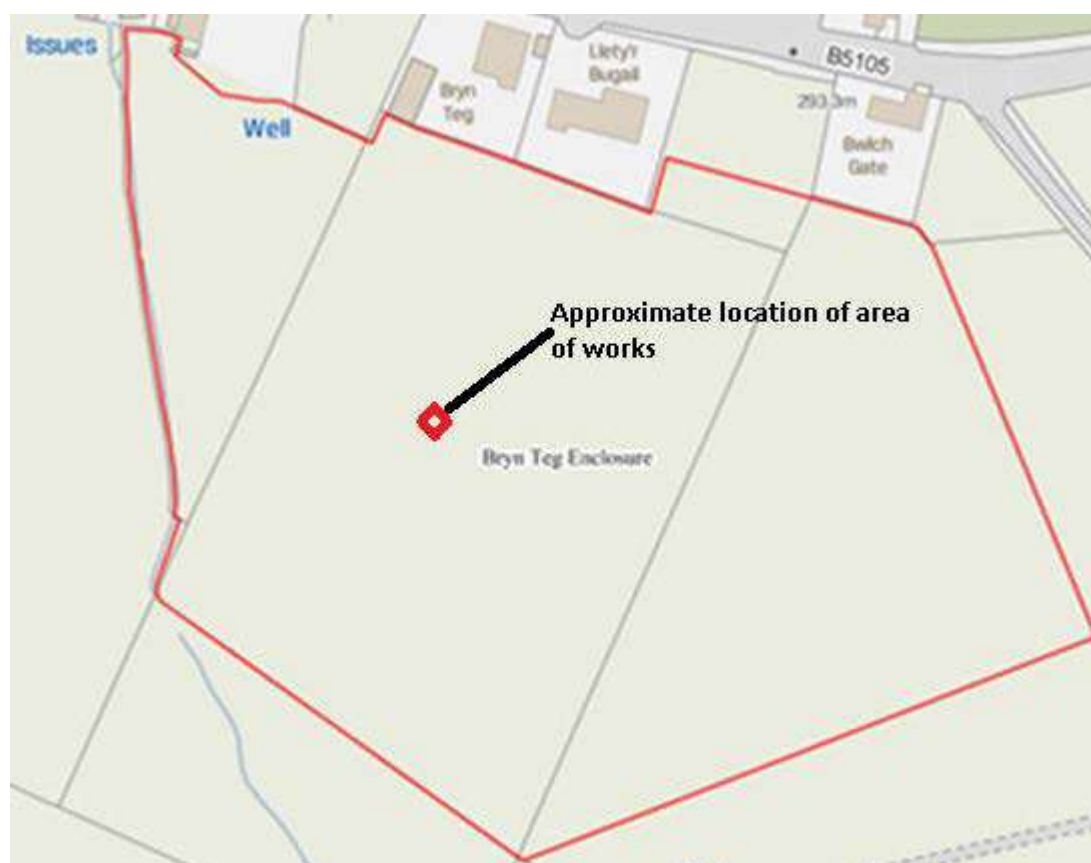 Issues
Llety'r
Bugail
B5105
Bryn
Teg
293.3m
Well
Bwlch
Gate
Approximate location of area
of works
Bryn Teg Enclosure